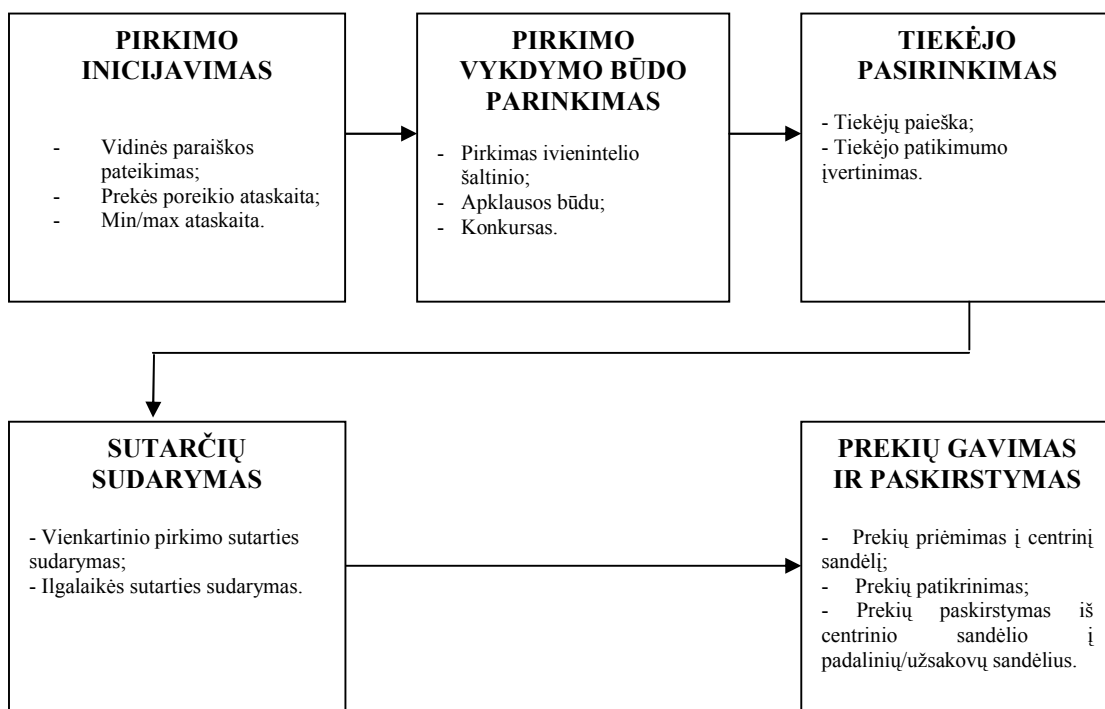 PIRKIMO
INICIJAVIMAS
- Vidinės paraiškos
pateikimas;
- Prekės poreikio ataskaita;
- Min/max ataskaita.
PIRKIMO
VYKDYMO BŪDO
PARINKIMAS
- Pirkimas ivienintelio
šaltinio;
- Apklausos būdu;
- Konkursas.
TIEKĖJO
PASIRINKIMAS
- Tiekėjų paieška;
- Tiekėjo patikimumo
įvertinimas.
SUTARČIŲ
SUDARYMAS
- Vienkartinio pirkimo sutarties
sudarymas;
- Ilgalaikės sutarties sudarymas.
PREKIŲ GAVIMAS
IR PASKIRSTYMAS
- Prekių priėmimas į centrinį
sandėlį;
- Prekių patikrinimas;
- Prekių paskirstymas iš
centrinio sandėlio į
padalinių/užsakovų sandėlius.